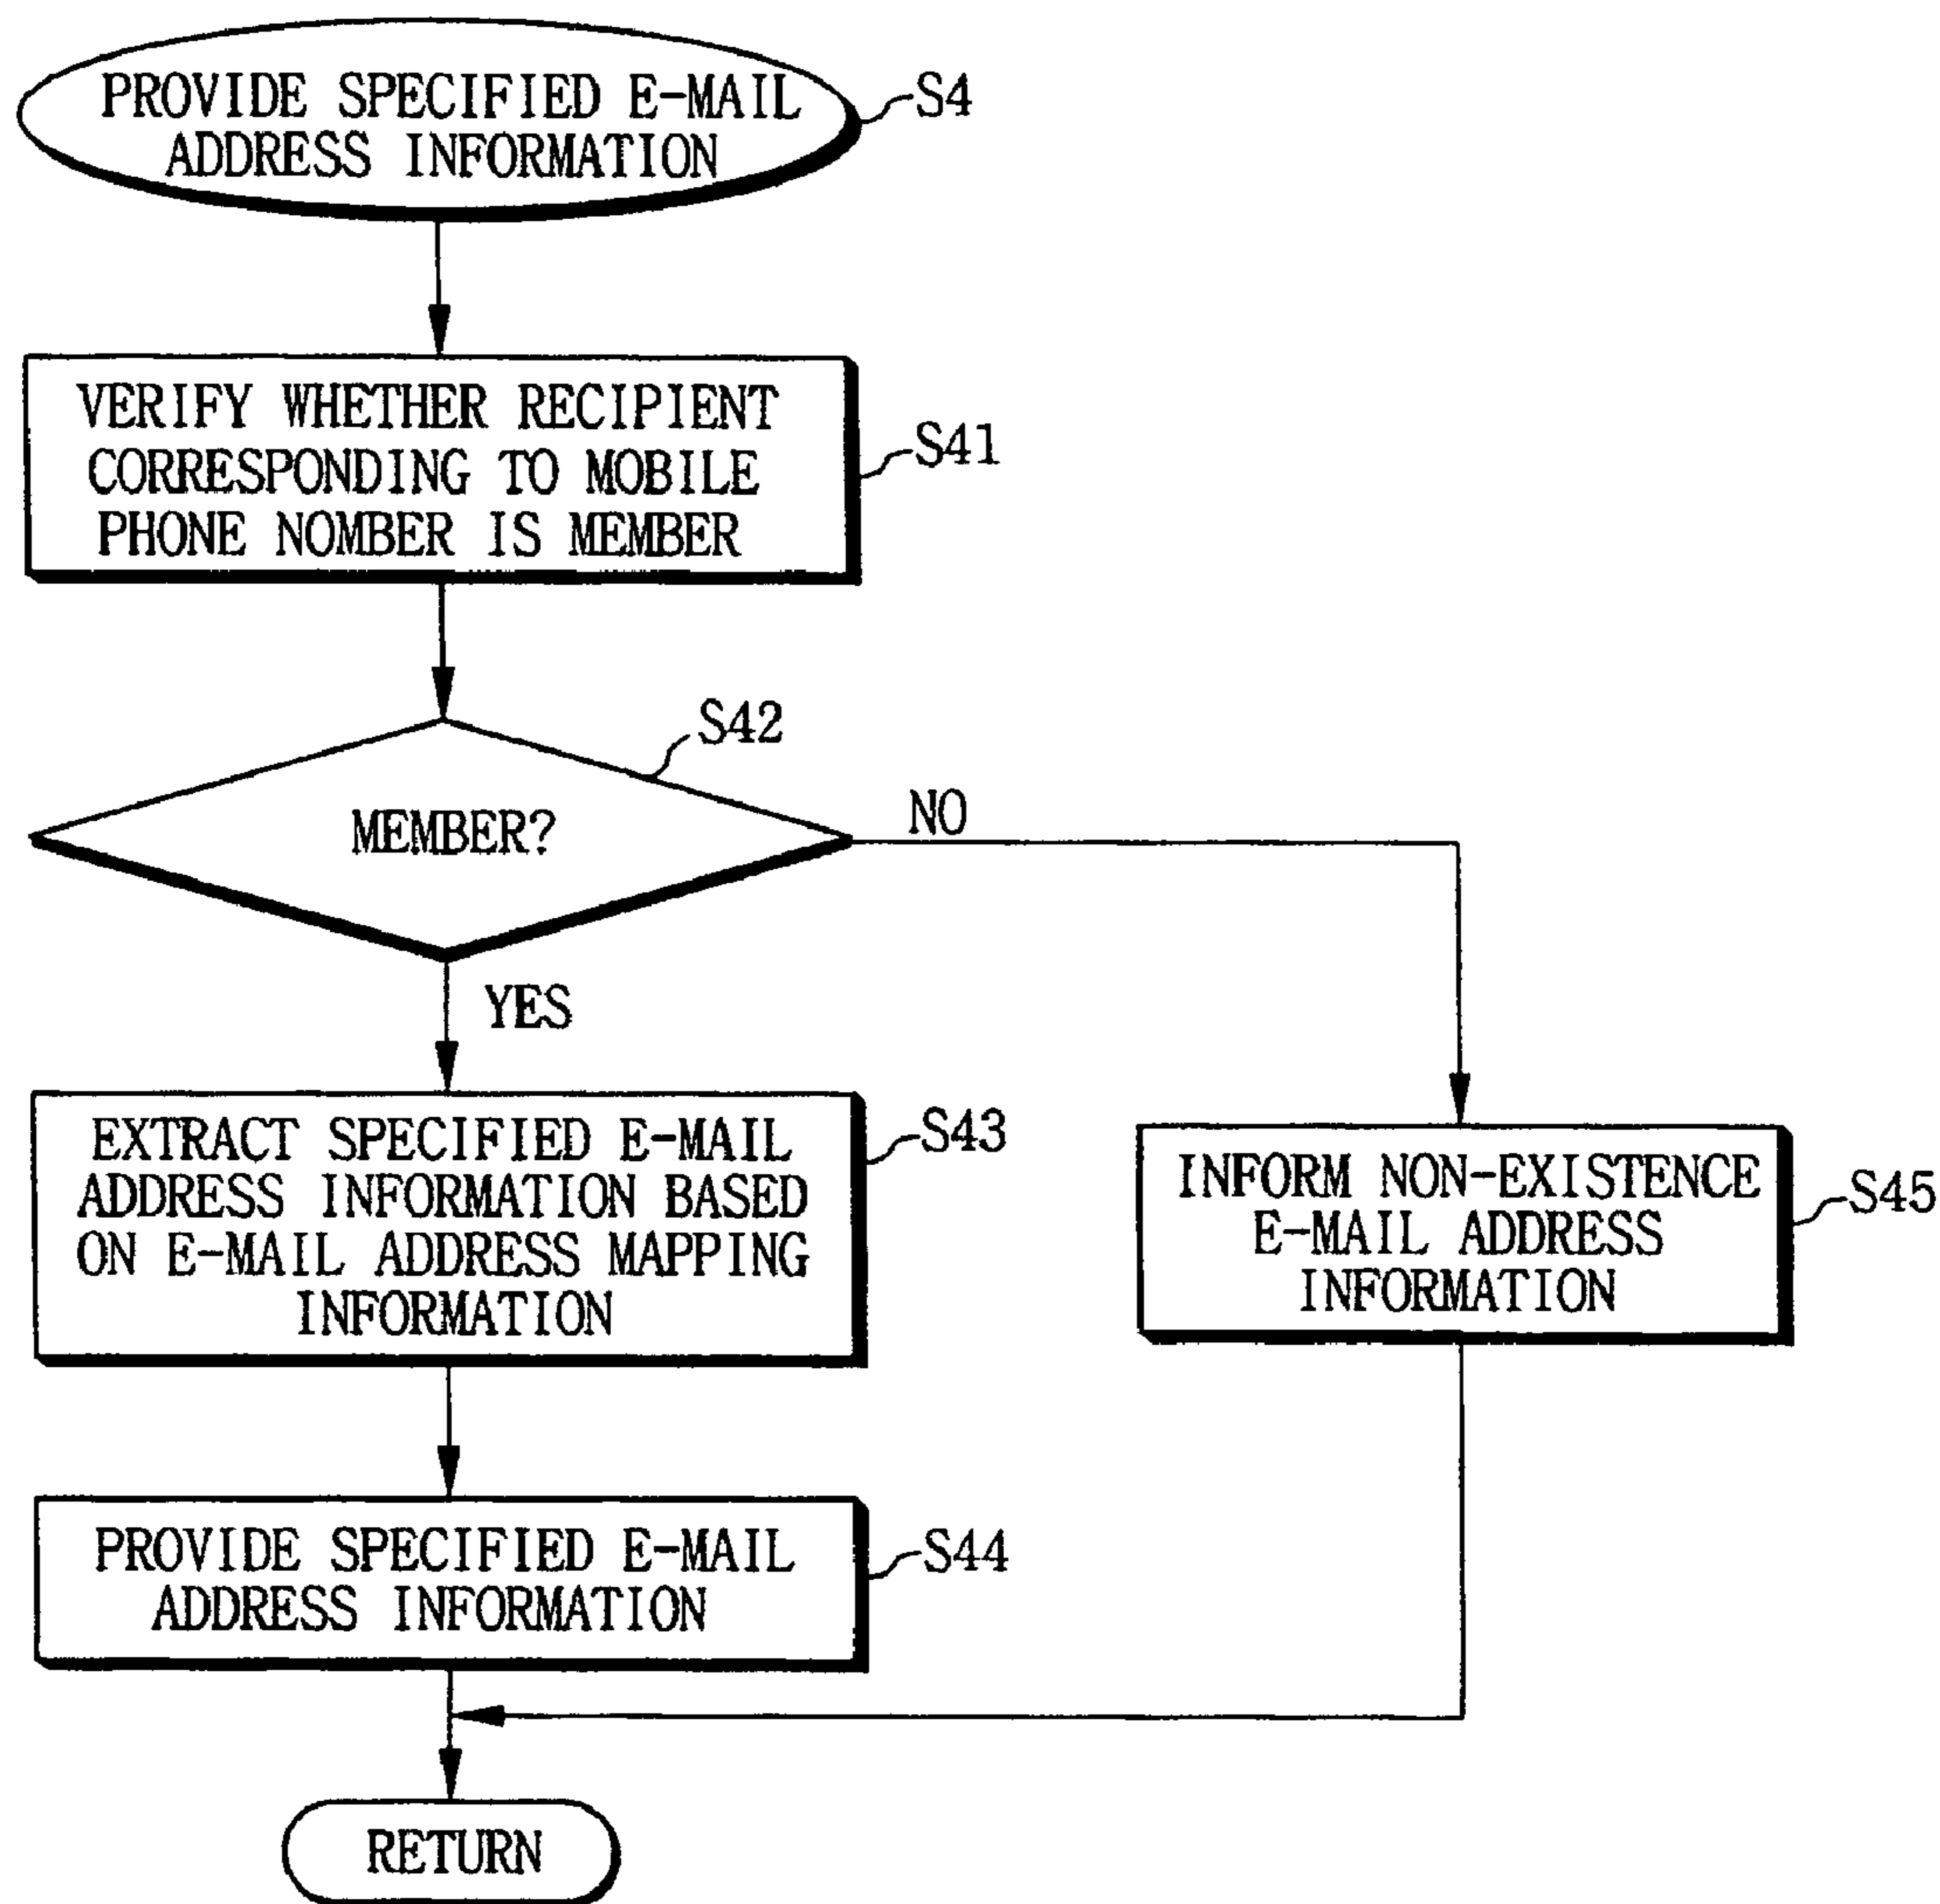 PROVIDE SPECIFIED E-MAIL
ADDRESS INFORMATION
S4
VERIFY WHETHER RECIPIENT
CORRESPONDING TO MOBILE
PHONE NOMBER IS MEMBER
S41
S42
MEMBER?
NO
YES
EXTRACT SPECIFIED E-MAIL
ADDRESS INFORMATION BASED
ON E-MAIL ADDRESS MAPPING
INFORMATION
S43
INFORM NON-EXISTENCE
E-MAIL ADDRESS
INFORMATION
S45
PROVIDE SPECIFIED E-MAIL
ADDRESS INFORMATION
S44
RETURN